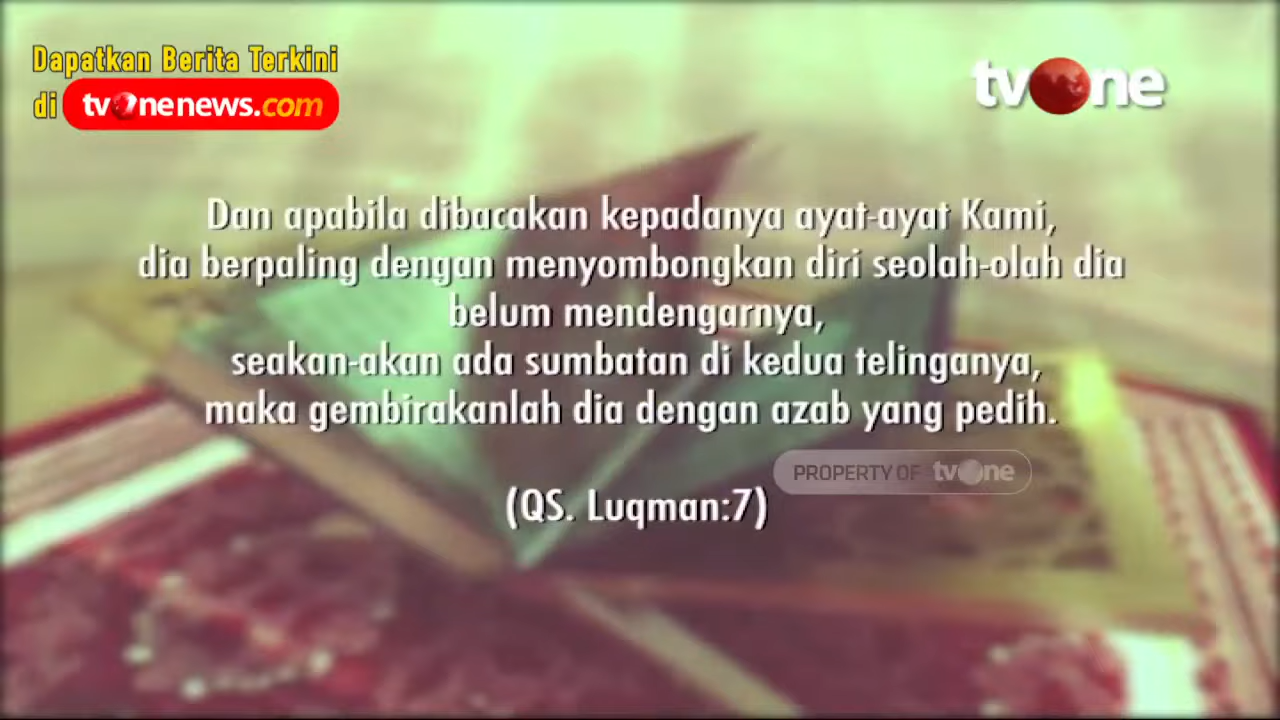 Dapatkan Berita Terkini
di tvOnenews.com
tvOne
Dan apabila dibacakan kepadanya ayat-ayat Kami,
dia berpaling dengan menyombongkan diri seolah-olah dia
belum mendengarnya,
seakan-akan ada sumbatan di kedua telinganya,
maka gembirakanlah dia dengan azab yang pedih.
PROPERTY OF tvOne
(QS. Luqman:7)